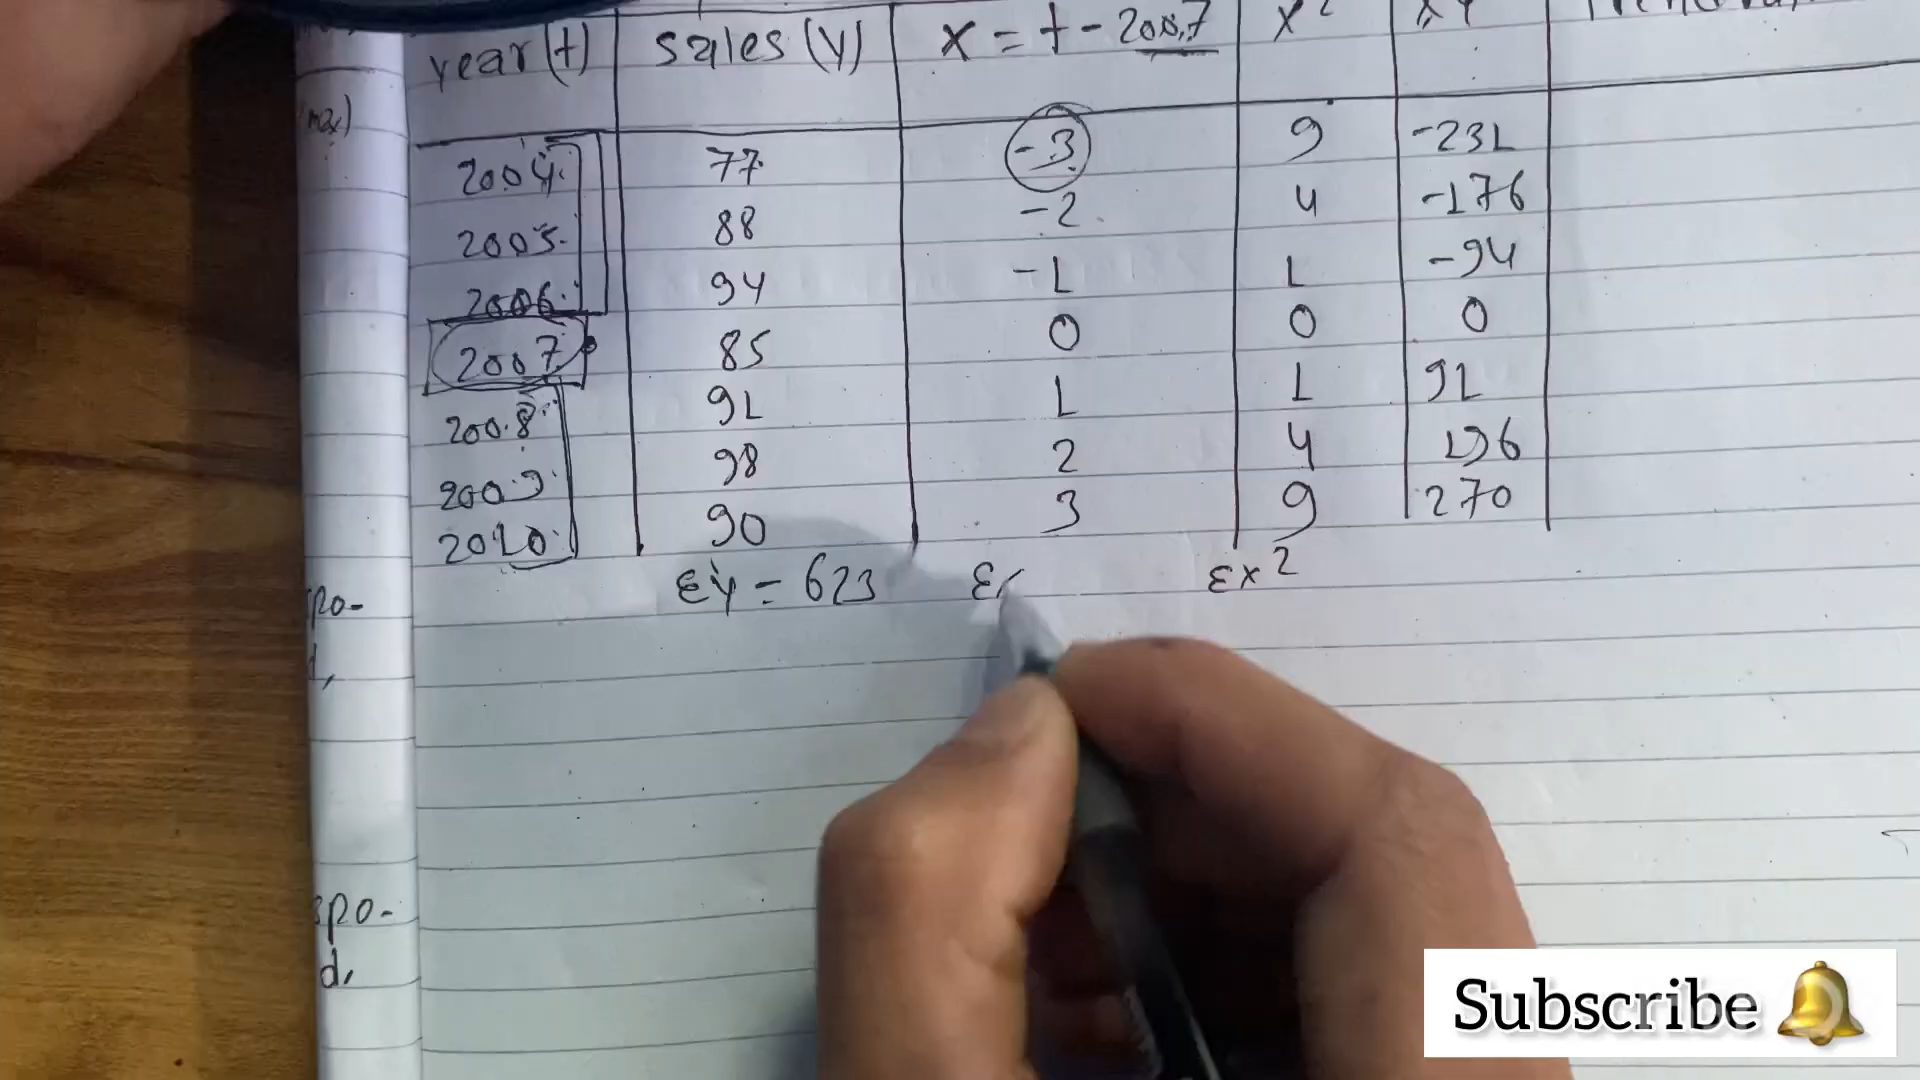 year (t) sales (y) x = t - 2007 x² xy
2004 77 -3 9 -231
2005 88 -2 4 -176
2006 94 -1 1 -94
2007 85 0 0 0
2008 91 1 1 91
2009 98 2 4 196
2010 90 3 9 270
Σy = 623 Σ Σx²
po-
d,
spo-
d,
Subscribe